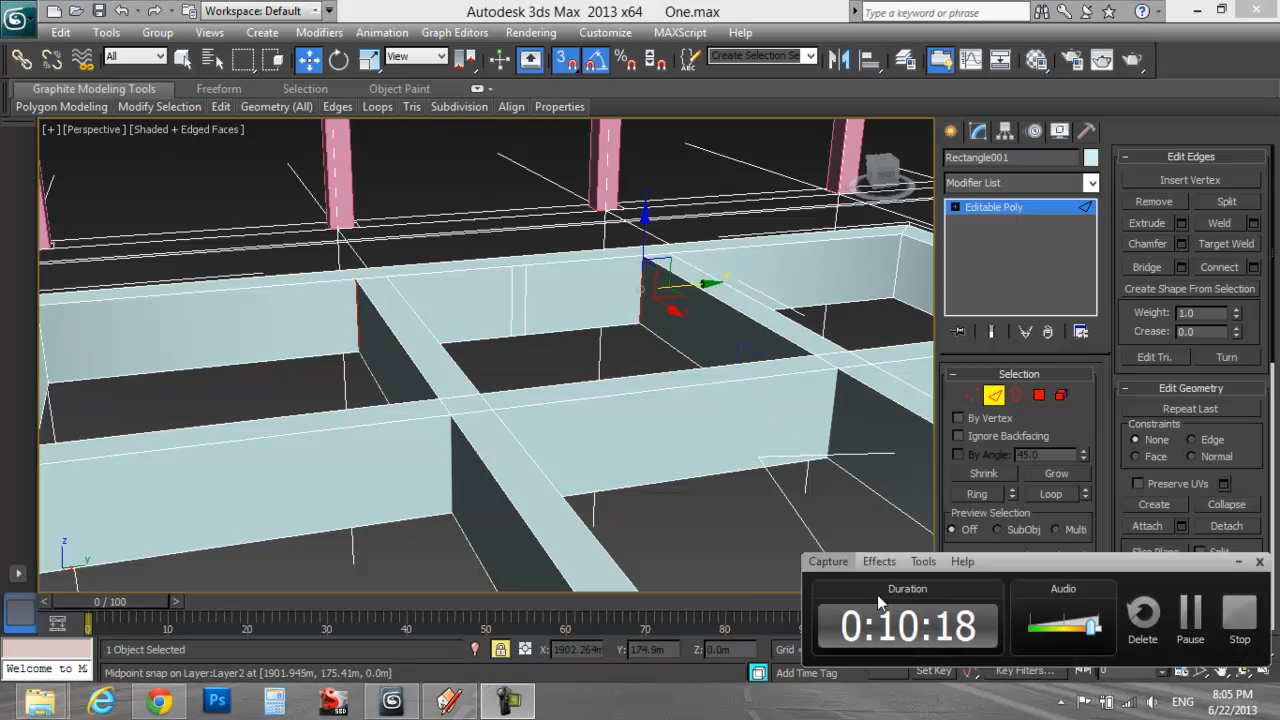 Workspace: Default
Autodesk 3ds Max 2013 x64 One.max
Type a keyword or phrase
Edit Tools Group Views Create Modifiers Animation Graph Editors Rendering Customize MAXScript Help
All
View
3
Create Selection Se
Graphite Modeling Tools Freeform Selection Object Paint
Polygon Modeling Modify Selection Edit Geometry (All) Edges Loops Tris Subdivision Align Properties
[+] [Perspective] [Shaded + Edged Faces]
Rectangle001
Modifier List
Editable Poly
Selection
By Vertex
Ignore Backfacing
By Angle: 45.0
Shrink Grow
Ring Loop
Preview Selection
Off SubObj Multi
Edit Edges
Insert Vertex
Remove Split
Extrude Weld
Chamfer Target Weld
Bridge Connect
Create Shape From Selection
Weight: 1.0
Crease: 0.0
Edit Tri. Turn
Edit Geometry
Repeat Last
Constraints
None Edge
Face Normal
Preserve UVs
Create Collapse
Attach Detach
z
y
Capture Effects Tools Help
Duration
0:10:18
Audio
Delete Pause Stop
0 / 100
0 10 20 30 40 50 60 70 80
1 Object Selected
X: 1902.264m Y: 174.9m Z: 0.0m
Grid =
Welcome to M
Midpoint snap on Layer:Layer2 at [1901.945m, 175.41m, 0.0m]
Add Time Tag
Set Key
Key Filters...
0
Ps
ENG
8:05 PM
6/22/2013